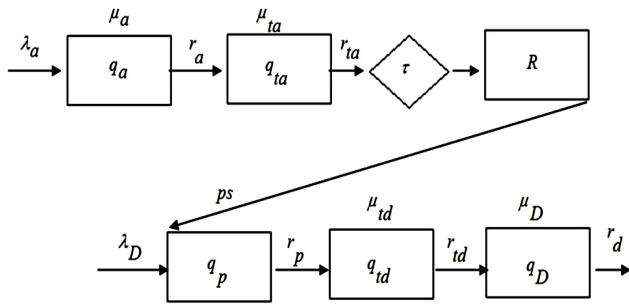 μa μta
λa ra rta
qa qta τ R
ps
μtd μD
λD rp rtd rd
qp qtd qD